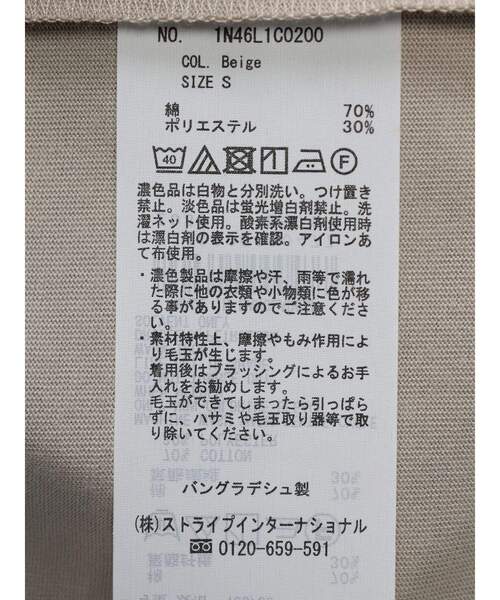 NO. 1N46L1C0200
COL. Beige
SIZE S
綿 70%
ポリエステル 30%
40
F
濃色品は白物と分別洗い。つけ置き
禁止。淡色品は蛍光増白剤禁止。洗
濯ネット使用。酸素系漂白剤使用時
は漂白剤の表示を確認。アイロンあ
て布使用。
・濃色製品は摩擦や汗、雨等で濡れ
た際に他の衣類や小物類に色が移
る事がありますのでご注意くださ
い。
・素材特性上、摩擦やもみ作用によ
り毛玉が生じます。
着用後はブラッシングによるお手
入れをお勧めします。
毛玉ができてしまったら引っぱら
ずに、ハサミや毛玉取り器等で取
り除いてください。
バングラデシュ製
(株)ストライプインターナショナル
0120-659-591